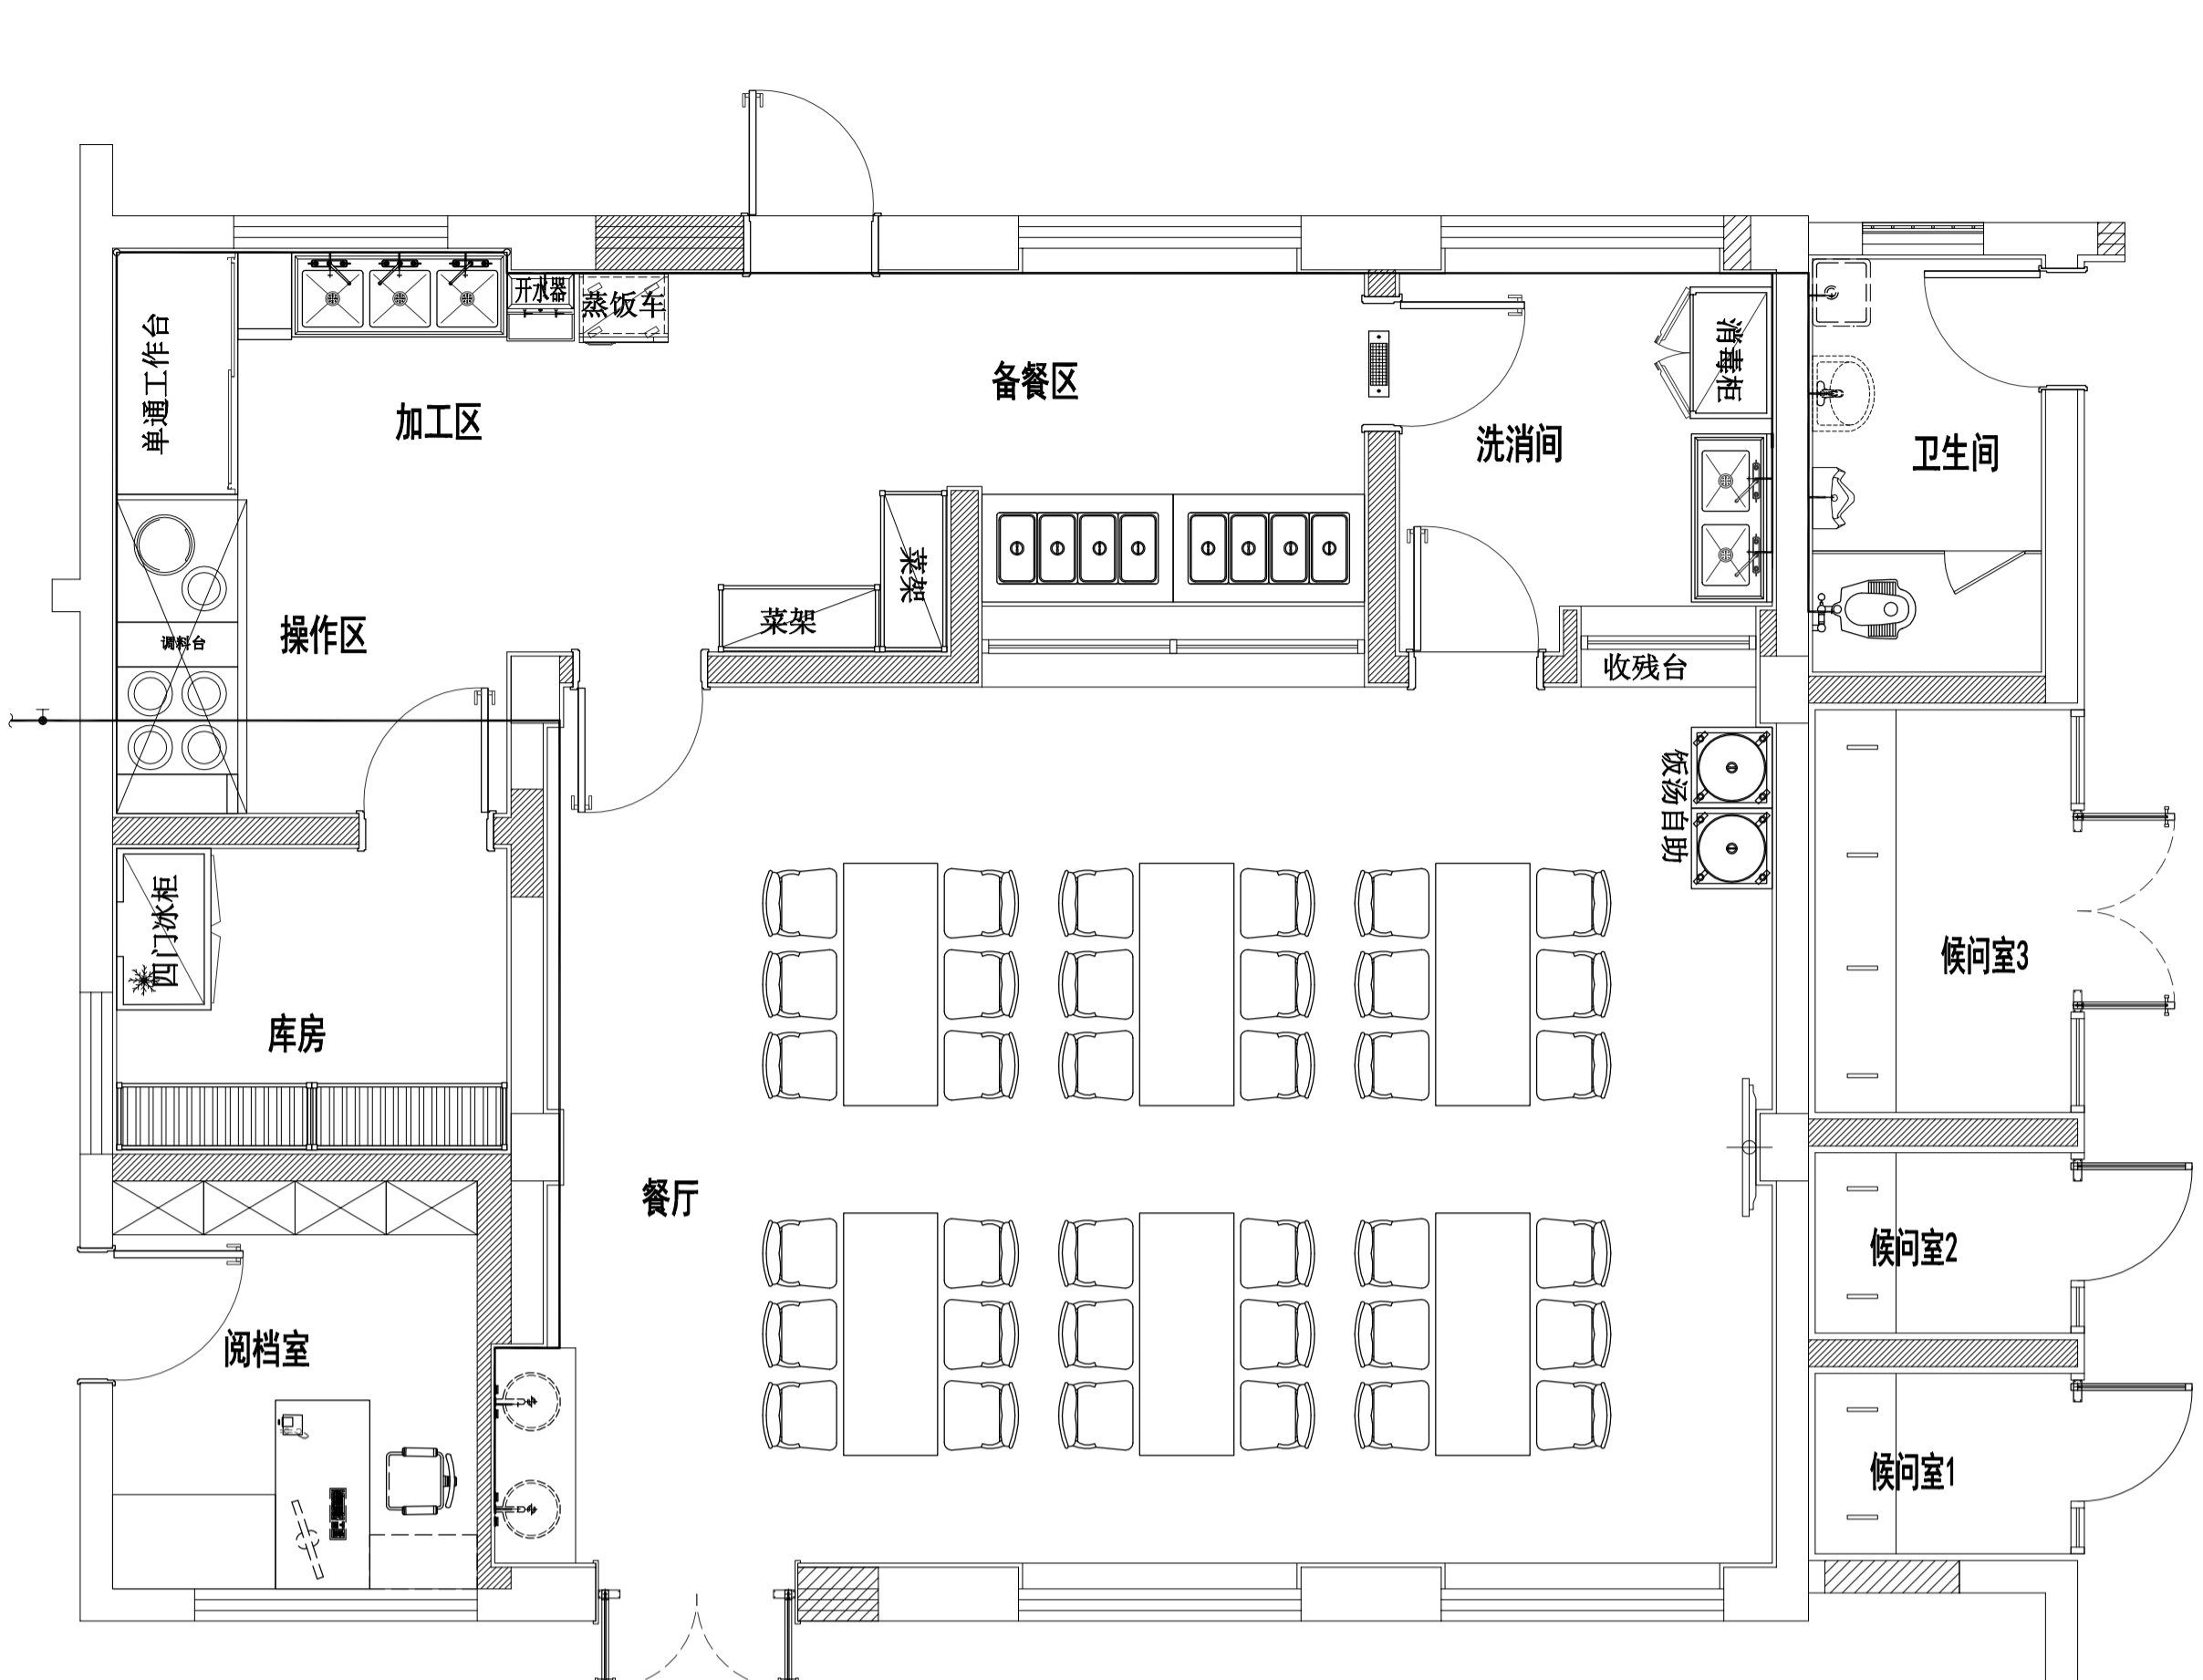 开水器
蒸饭车
单通工作台
消毒柜
备餐区
加工区
洗消间
卫生间
菜架
菜架
操作区
调料台
收残台
饭汤自助
四门冰柜
候问室3
库房
餐厅
候问室2
阅档室
候问室1